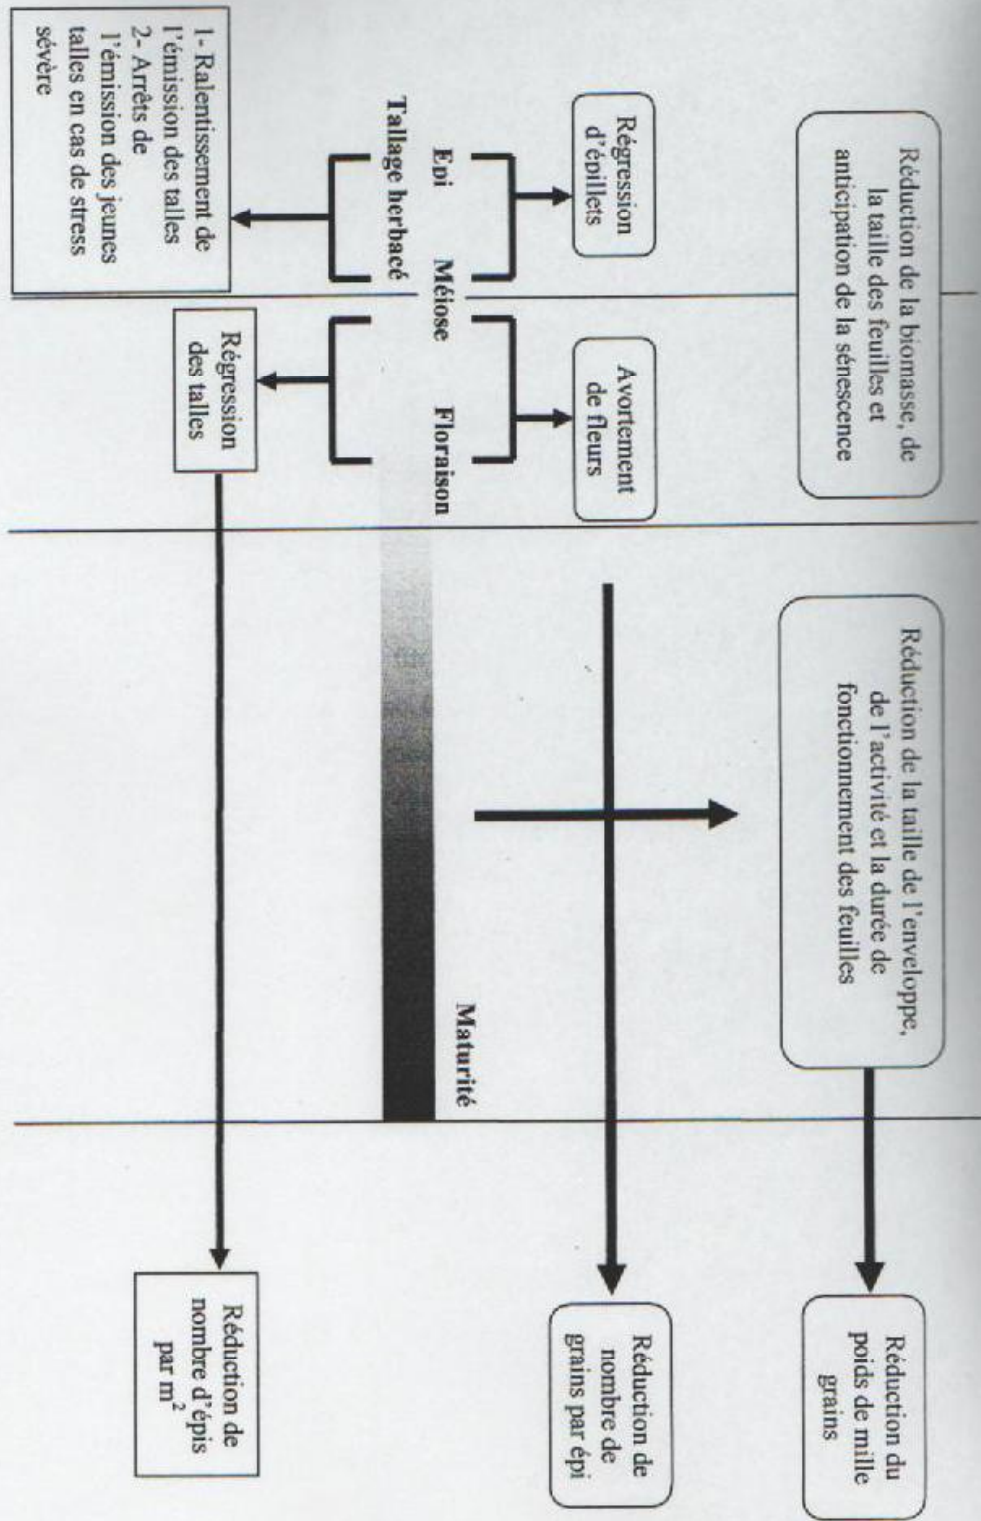 Réduction de la biomasse, de
la taille des feuilles et
anticipation de la sénescence
Réduction de la taille de l'enveloppe,
de l'activité et la durée de
fonctionnement des feuilles
Réduction du
poids de mille
grains
Régression
d'épillets
Avortement
de fleurs
Réduction de
nombre de
grains par épi
Epi
Méiose
Floraison
Maturité
Tallage herbacé
1- Ralentissement de
l'émission des talles
2- Arrêts de
l'émission des jeunes
talles en cas de stress
sévère
Régression
des talles
Réduction de
nombre d'épis
par m²